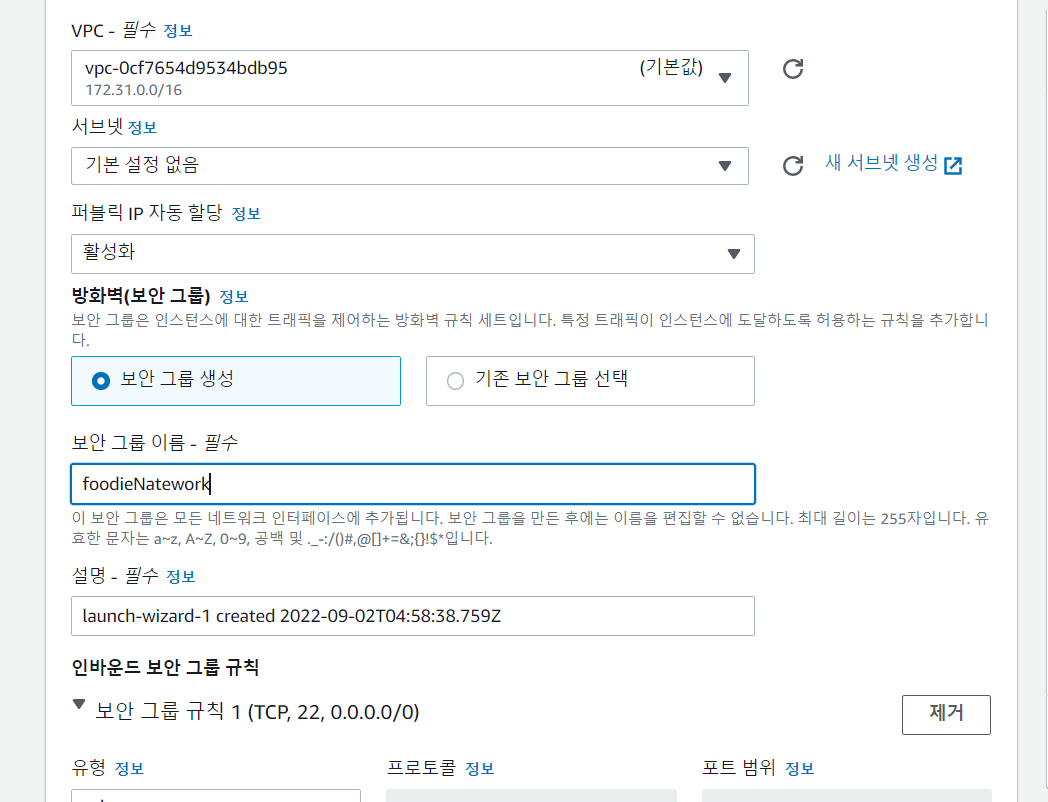 VPC - 필수 정보
vpc-0cf7654d9534bdb95 (기본값)
172.31.0.0/16
서브넷 정보
기본 설정 없음
새 서브넷 생성
퍼블릭 IP 자동 할당 정보
활성화
방화벽(보안 그룹) 정보
보안 그룹은 인스턴스에 대한 트래픽을 제어하는 방화벽 규칙 세트입니다. 특정 트래픽이 인스턴스에 도달하도록 허용하는 규칙을 추가합니
다.
보안 그룹 생성
기존 보안 그룹 선택
보안 그룹 이름 - 필수
foodieNatework
이 보안 그룹은 모든 네트워크 인터페이스에 추가됩니다. 보안 그룹을 만든 후에는 이름을 편집할 수 없습니다. 최대 길이는 255자입니다. 유
효한 문자는 a~z, A~Z, 0~9, 공백 및 ._-:/()#,@[]+=&;{}!$*입니다.
설명 - 필수 정보
launch-wizard-1 created 2022-09-02T04:58:38.759Z
인바운드 보안 그룹 규칙
보안 그룹 규칙 1 (TCP, 22, 0.0.0.0/0)
제거
유형 정보
프로토콜 정보
포트 범위 정보